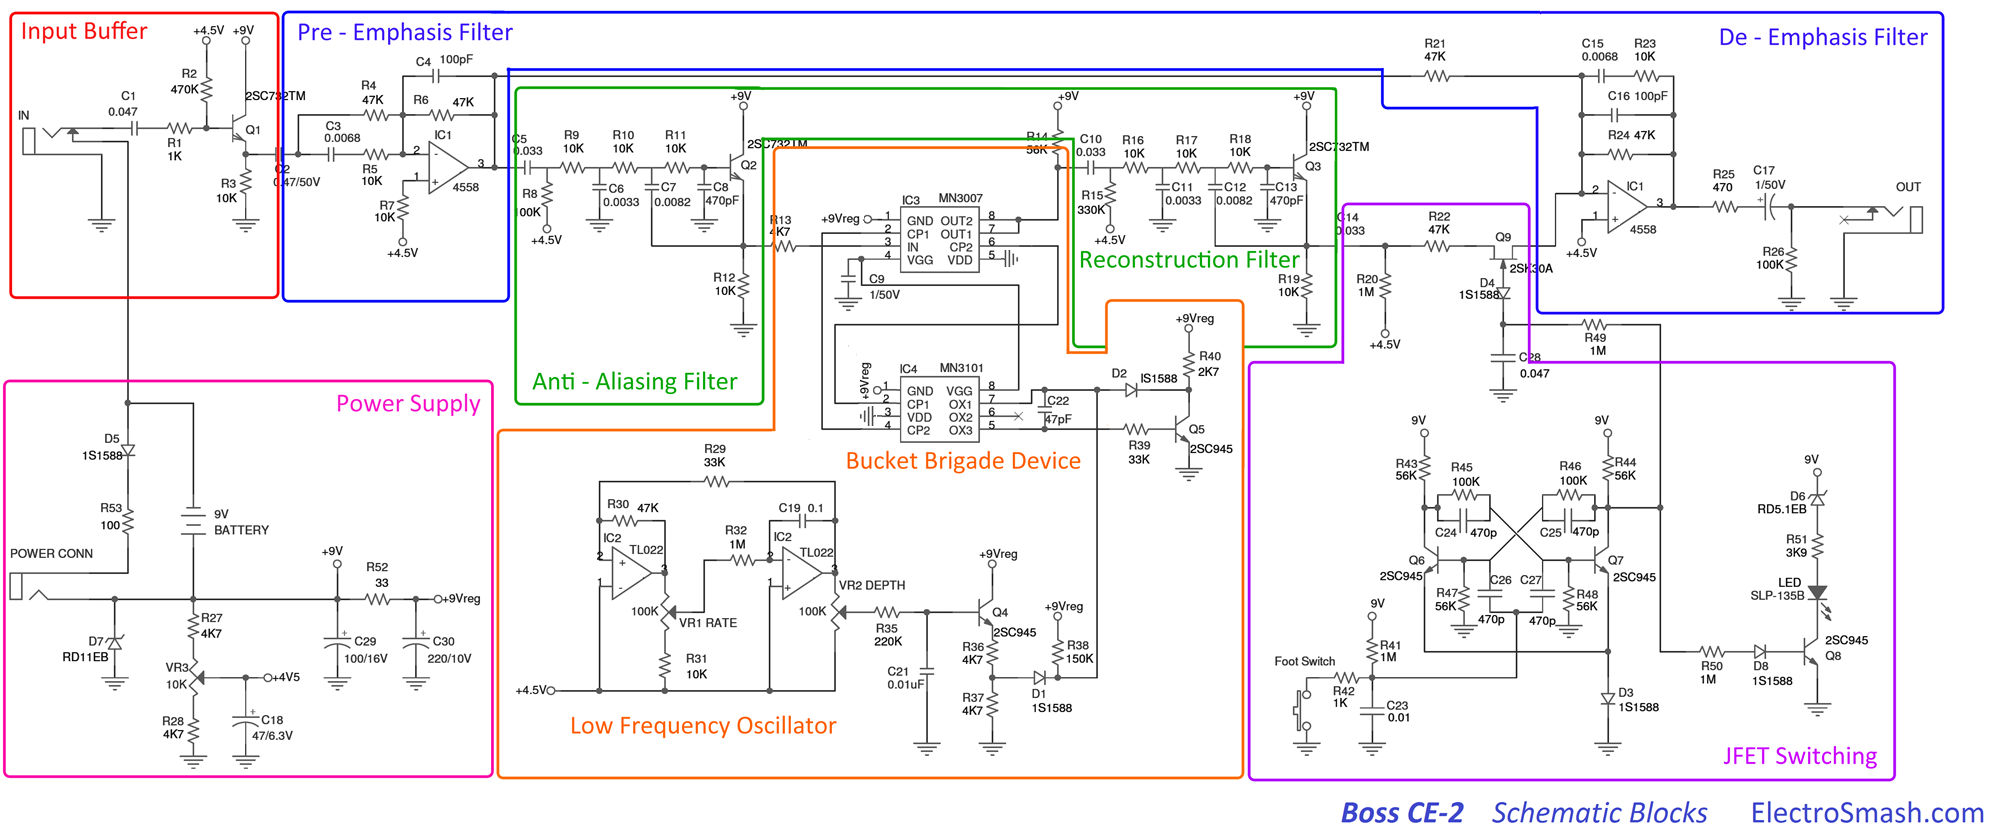 Input Buffer
Pre - Emphasis Filter
De - Emphasis Filter
+4.5V
+9V
R2
470K
2SC732TM
C1
0.047
IN
R1
1K
Q1
R3
10K
C2
0.47/50V
C4
100pF
R4
47K
R6
47K
C3
0.0068
R5
10K
IC1
2
3
1
4558
R7
10K
+4.5V
C5
0.033
R8
100K
+4.5V
R9
10K
R10
10K
R11
10K
C6
0.0033
C7
0.0082
C8
470pF
+9V
2SC732TM
Q2
R12
10K
R13
4K7
Anti - Aliasing Filter
+9V
R14
56K
C10
0.033
R15
330K
+4.5V
R16
10K
R17
10K
R18
10K
C11
0.0033
C12
0.0082
C13
470pF
+9V
2SC732TM
Q3
R19
10K
Reconstruction Filter
IC3
MN3007
+9Vreg
1
2
3
4
GND
CP1
IN
VGG
OUT2
OUT1
CP2
VDD
8
7
6
5
C9
1/50V
IC4
MN3101
+9Vreg
1
2
3
4
GND
CP1
VDD
CP2
VGG
OX1
OX2
OX3
8
7
6
5
C22
47pF
D2
IS1588
+9Vreg
R40
2K7
R39
33K
Q5
2SC945
Bucket Brigade Device
C14
0.033
R20
1M
+4.5V
R21
47K
R22
47K
Q9
2SK30A
D4
1S1588
C28
0.047
R49
1M
C15
0.0068
R23
10K
C16
100pF
R24
47K
IC1
2
3
1
4558
+4.5V
R25
470
C17
1/50V
+
R26
100K
OUT
Power Supply
D5
1S1588
R53
100
9V
BATTERY
POWER CONN
D7
RD11EB
R27
4K7
VR3
10K
R28
4K7
+4V5
+
C18
47/6.3V
+9V
R52
33
+9Vreg
+
C29
100/16V
+
C30
220/10V
R29
33K
R30
47K
IC2
TL022
2
1
3
100K
VR1 RATE
R31
10K
R32
1M
C19
0.1
IC2
TL022
2
1
3
VR2 DEPTH
100K
+4.5V
R35
220K
C21
0.01uF
+9Vreg
Q4
2SC945
R36
4K7
R37
4K7
+9Vreg
R38
150K
D1
1S1588
Low Frequency Oscillator
9V
R43
56K
R45
100K
C24
470p
R46
100K
C25
470p
9V
R44
56K
Q6
2SC945
Q7
2SC945
R47
56K
C26
470p
C27
470p
R48
56K
9V
R41
1M
Foot Switch
R42
1K
C23
0.01
D3
1S1588
9V
D6
RD5.1EB
R51
3K9
LED
SLP-135B
2SC945
Q8
R50
1M
D8
1S1588
JFET Switching
Boss CE-2 Schematic Blocks ElectroSmash.com